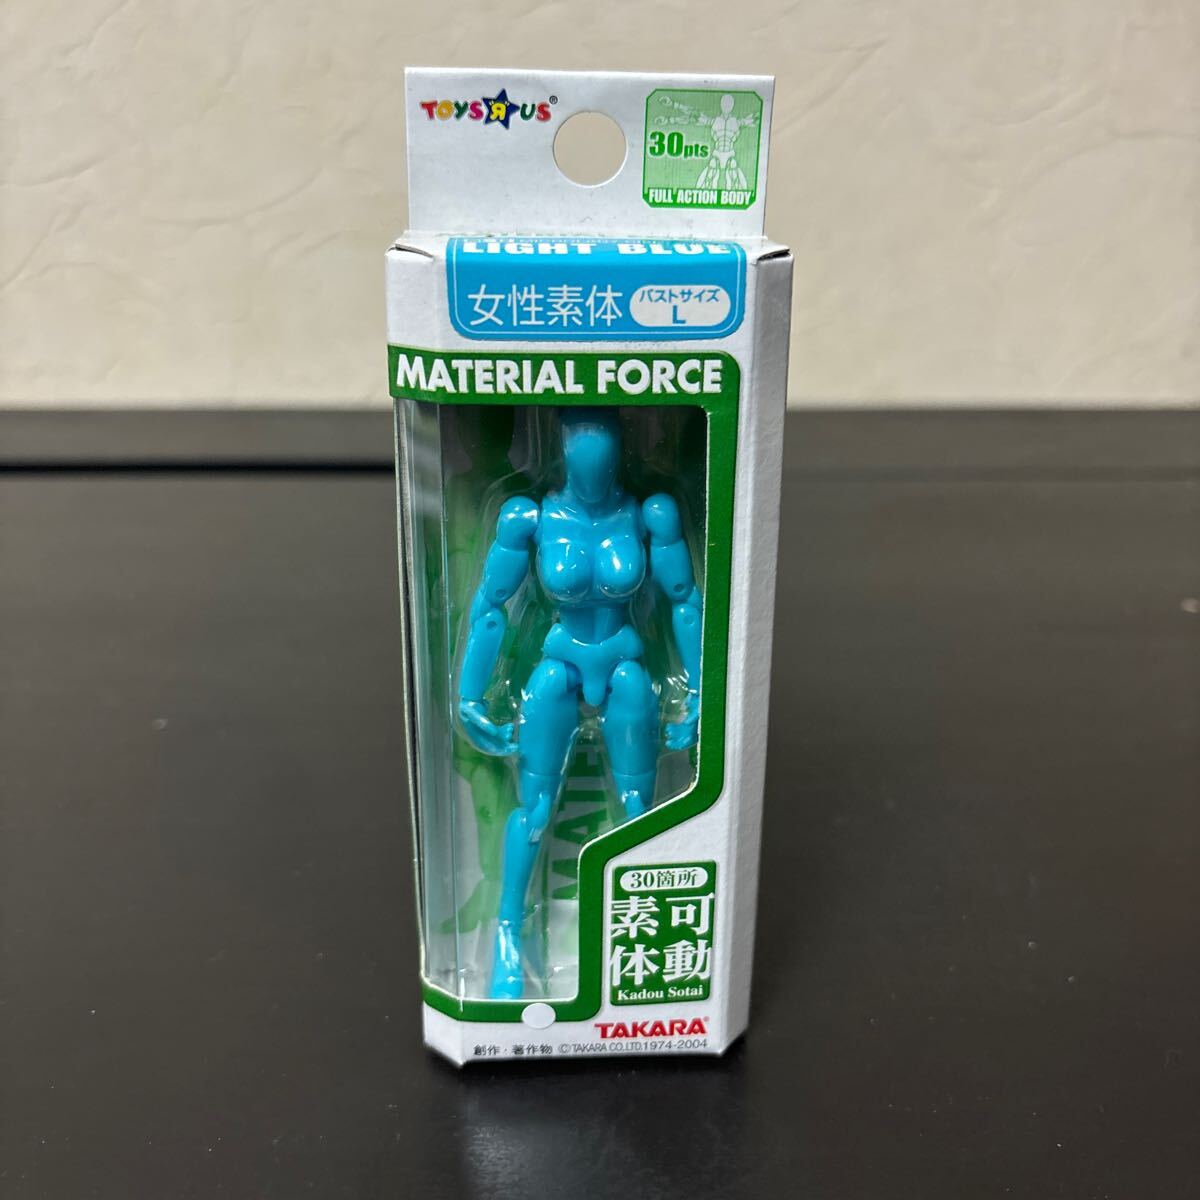 TOYS"R"US®
30pts
FULL ACTION BODY
LIGHT BLUE
女性素体
バストサイズ
L
MATERIAL FORCE
30箇所
可動
素体
Kadou Sotai
TAKARA®
創作・著作物 ©TAKARA CO.,LTD.1974-2004